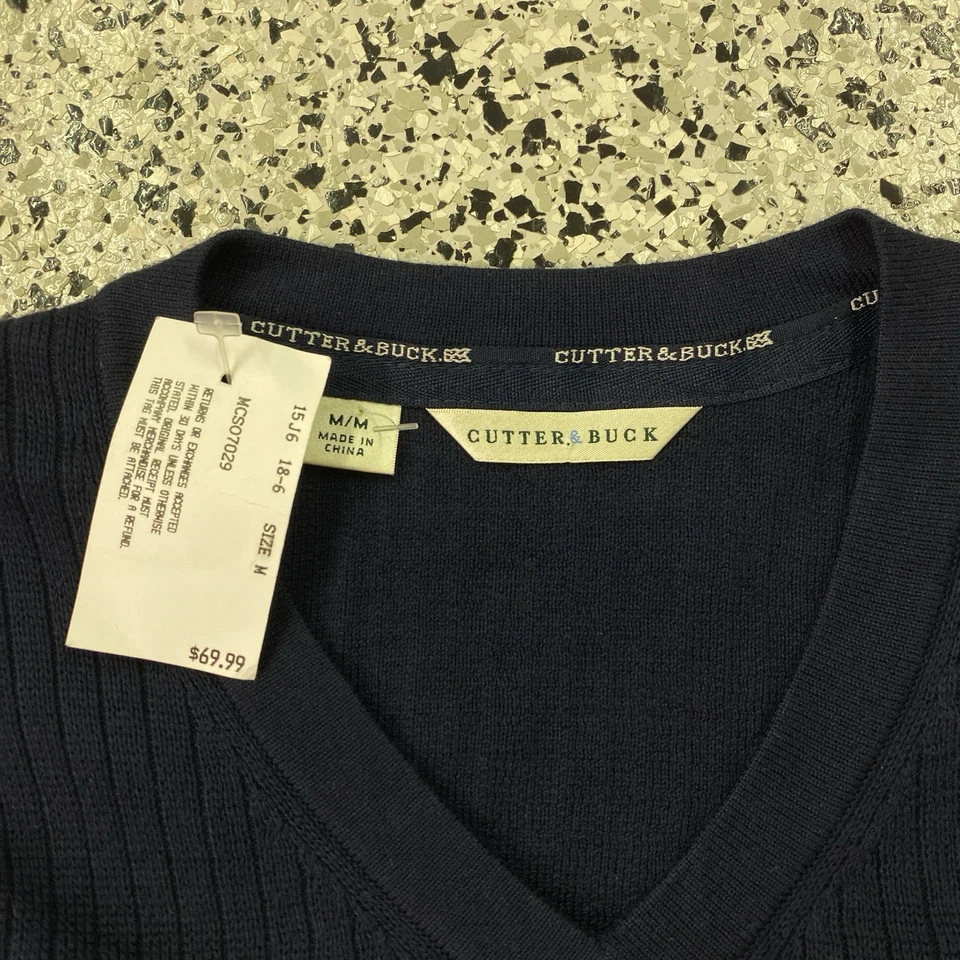 CUTTER&BUCK.
CUTTER&BUCK.
CU
M/M
MADE IN
CHINA
CUTTER & BUCK
15J6 18-6 SIZE M
MCS07029
RETURNS OR EXCHANGES ACCEPTED
WITHIN 30 DAYS UNLESS OTHERWISE
STATED. ORIGINAL RECEIPT MUST
ACCOMPANY MERCHANDISE FOR A REFUND.
THIS TAG MUST BE ATTACHED.
$69.99